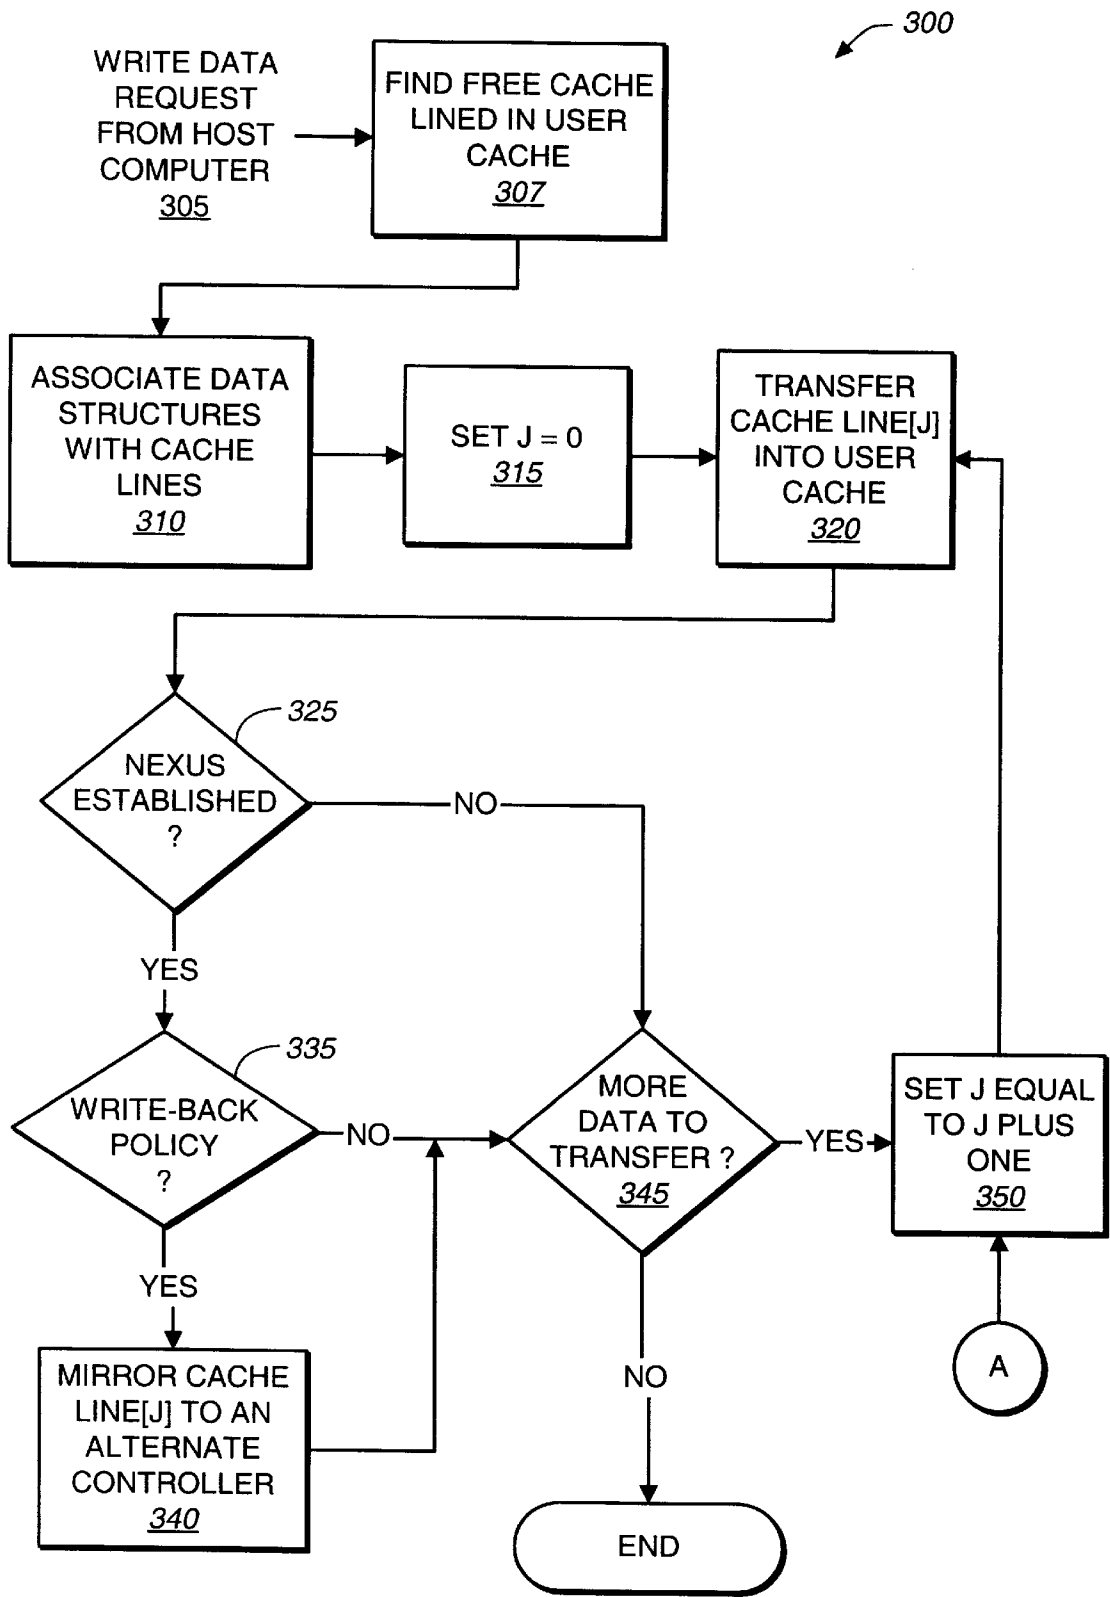 300
WRITE DATA
REQUEST
FROM HOST
COMPUTER
305
FIND FREE CACHE
LINED IN USER
CACHE
307
ASSOCIATE DATA
STRUCTURES
WITH CACHE
LINES
310
SET J = 0
315
TRANSFER
CACHE LINE[J]
INTO USER
CACHE
320
325
NEXUS
ESTABLISHED
?
NO
YES
335
WRITE-BACK
POLICY
?
NO
YES
MORE
DATA TO
TRANSFER ?
345
YES
SET J EQUAL
TO J PLUS
ONE
350
A
MIRROR CACHE
LINE[J] TO AN
ALTERNATE
CONTROLLER
340
NO
END